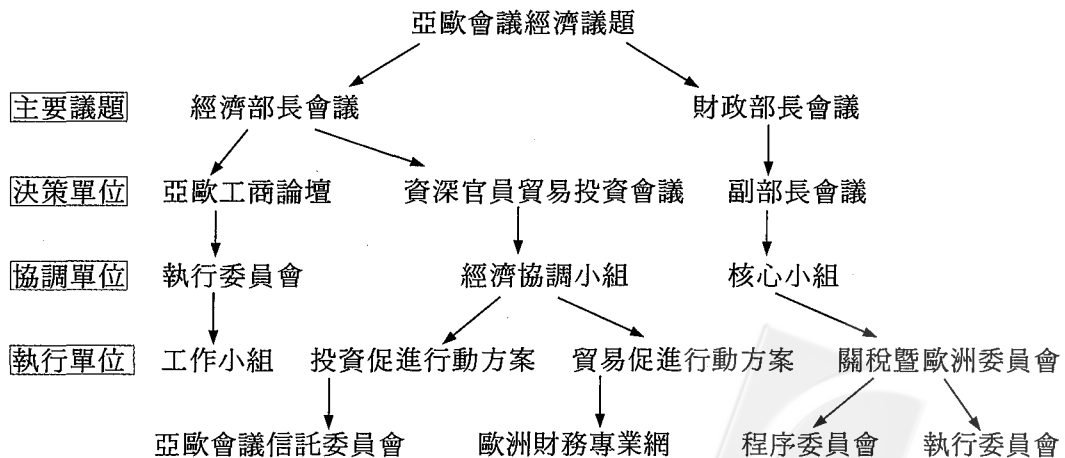 亞歐會議經濟議題
主要議題 經濟部長會議 財政部長會議
決策單位 亞歐工商論壇 資深官員貿易投資會議 副部長會議
協調單位 執行委員會 經濟協調小組 核心小組
執行單位 工作小組 投資促進行動方案 貿易促進行動方案 關稅暨歐洲委員會
亞歐會議信託委員會 歐洲財務專業網 程序委員會 執行委員會